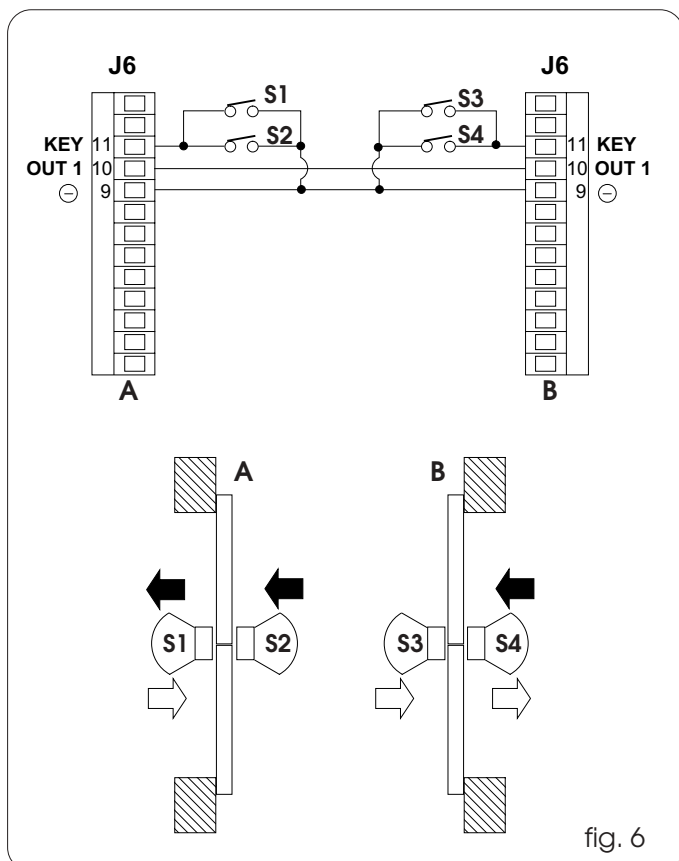 J6 J6
S1 S3
KEY 11 S2 S4 11 KEY
OUT 1 10 10 OUT 1
⊖ 9 9 ⊖
A B
A B
S1 S2 S3 S4
fig. 6